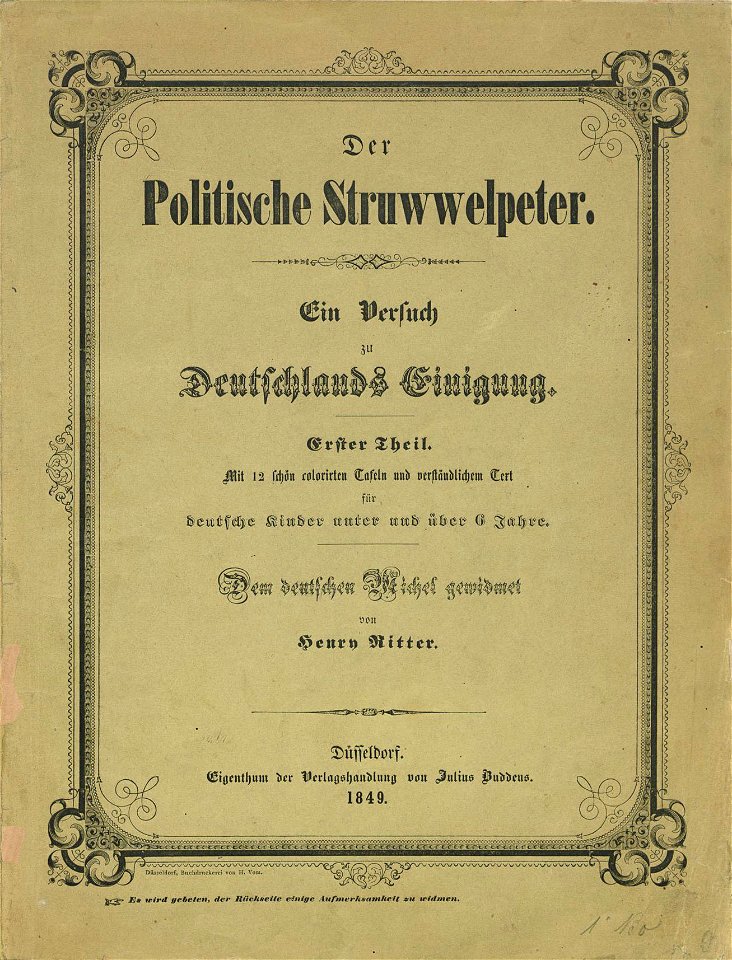 Der
Politische Struwwelpeter.
Ein Versuch
zu
Deutschlands Einigung.
Erster Theil.
Mit 12 schön colorirten Tafeln und verständlichem Text
für
deutsche Kinder unter und über 6 Jahre.
Dem deutschen Michel gewidmet
von
Henry Ritter.
Düsseldorf.
Eigenthum der Verlagshandlung von Julius Buddeus.
1849.
Düsseldorf, Buchdruckerei von H. Voss.
☞ Es wird gebeten, der Rückseite einige Aufmerksamkeit zu widmen.